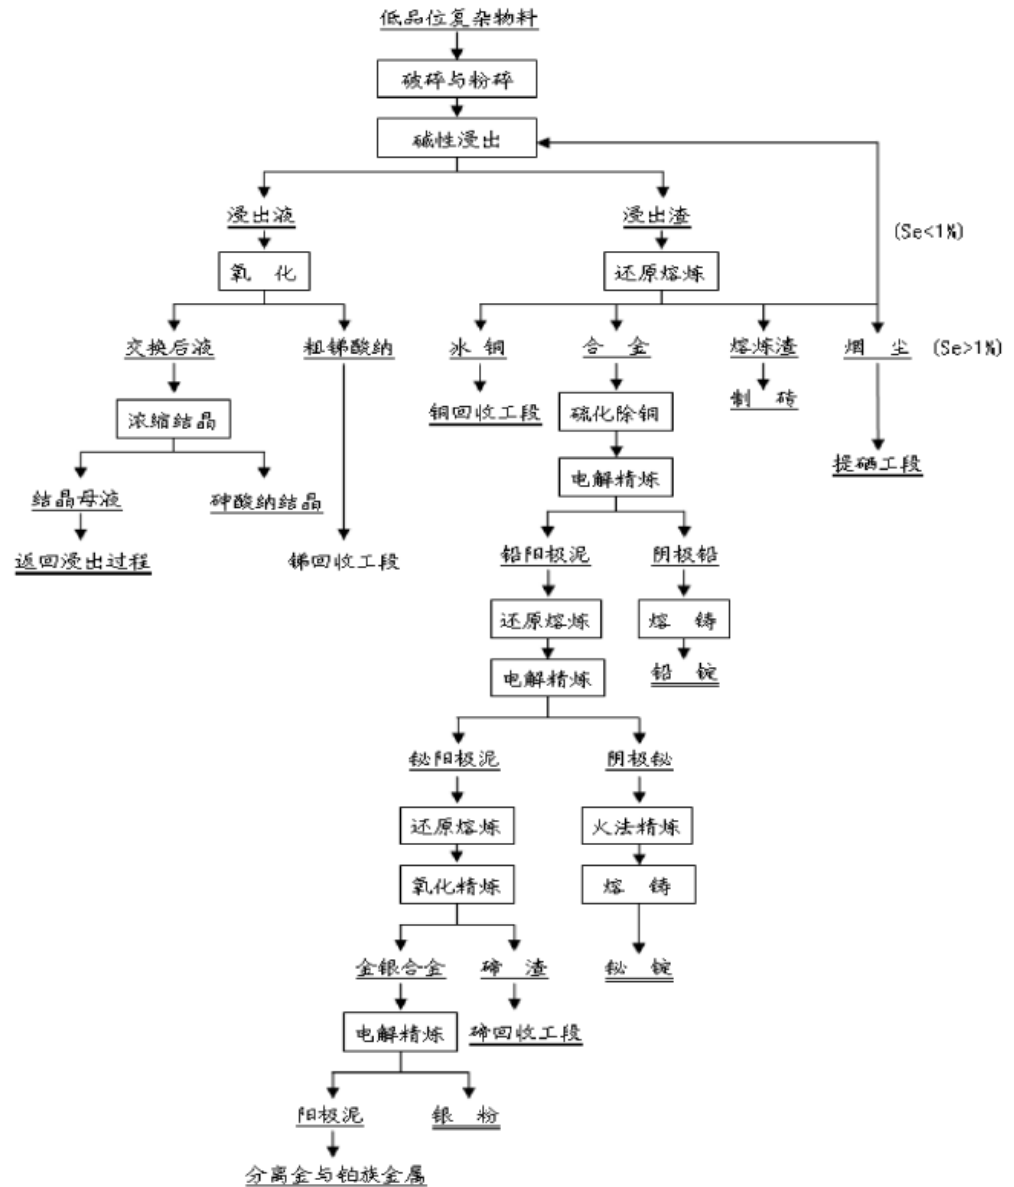 低品位复杂物料
破碎与粉碎
碱性浸出
浸出液
浸出渣
(Se<1%)
氧 化
还原熔炼
交换后液
粗锑酸纳
冰 铜
合 金
熔炼渣
烟 尘
(Se>1%)
浓缩结晶
铜回收工段
硫化除铜
制 砖
提硒工段
电解精炼
结晶母液
砷酸纳结晶
返回浸出过程
锑回收工段
铅阳极泥
阴极铅
还原熔炼
熔 铸
电解精炼
铅 锭
铋阳极泥
阴极铋
还原熔炼
火法精炼
氧化精炼
熔 铸
金银合金
碲 渣
铋 锭
电解精炼
碲回收工段
阳极泥
银 粉
分离金与铂族金属